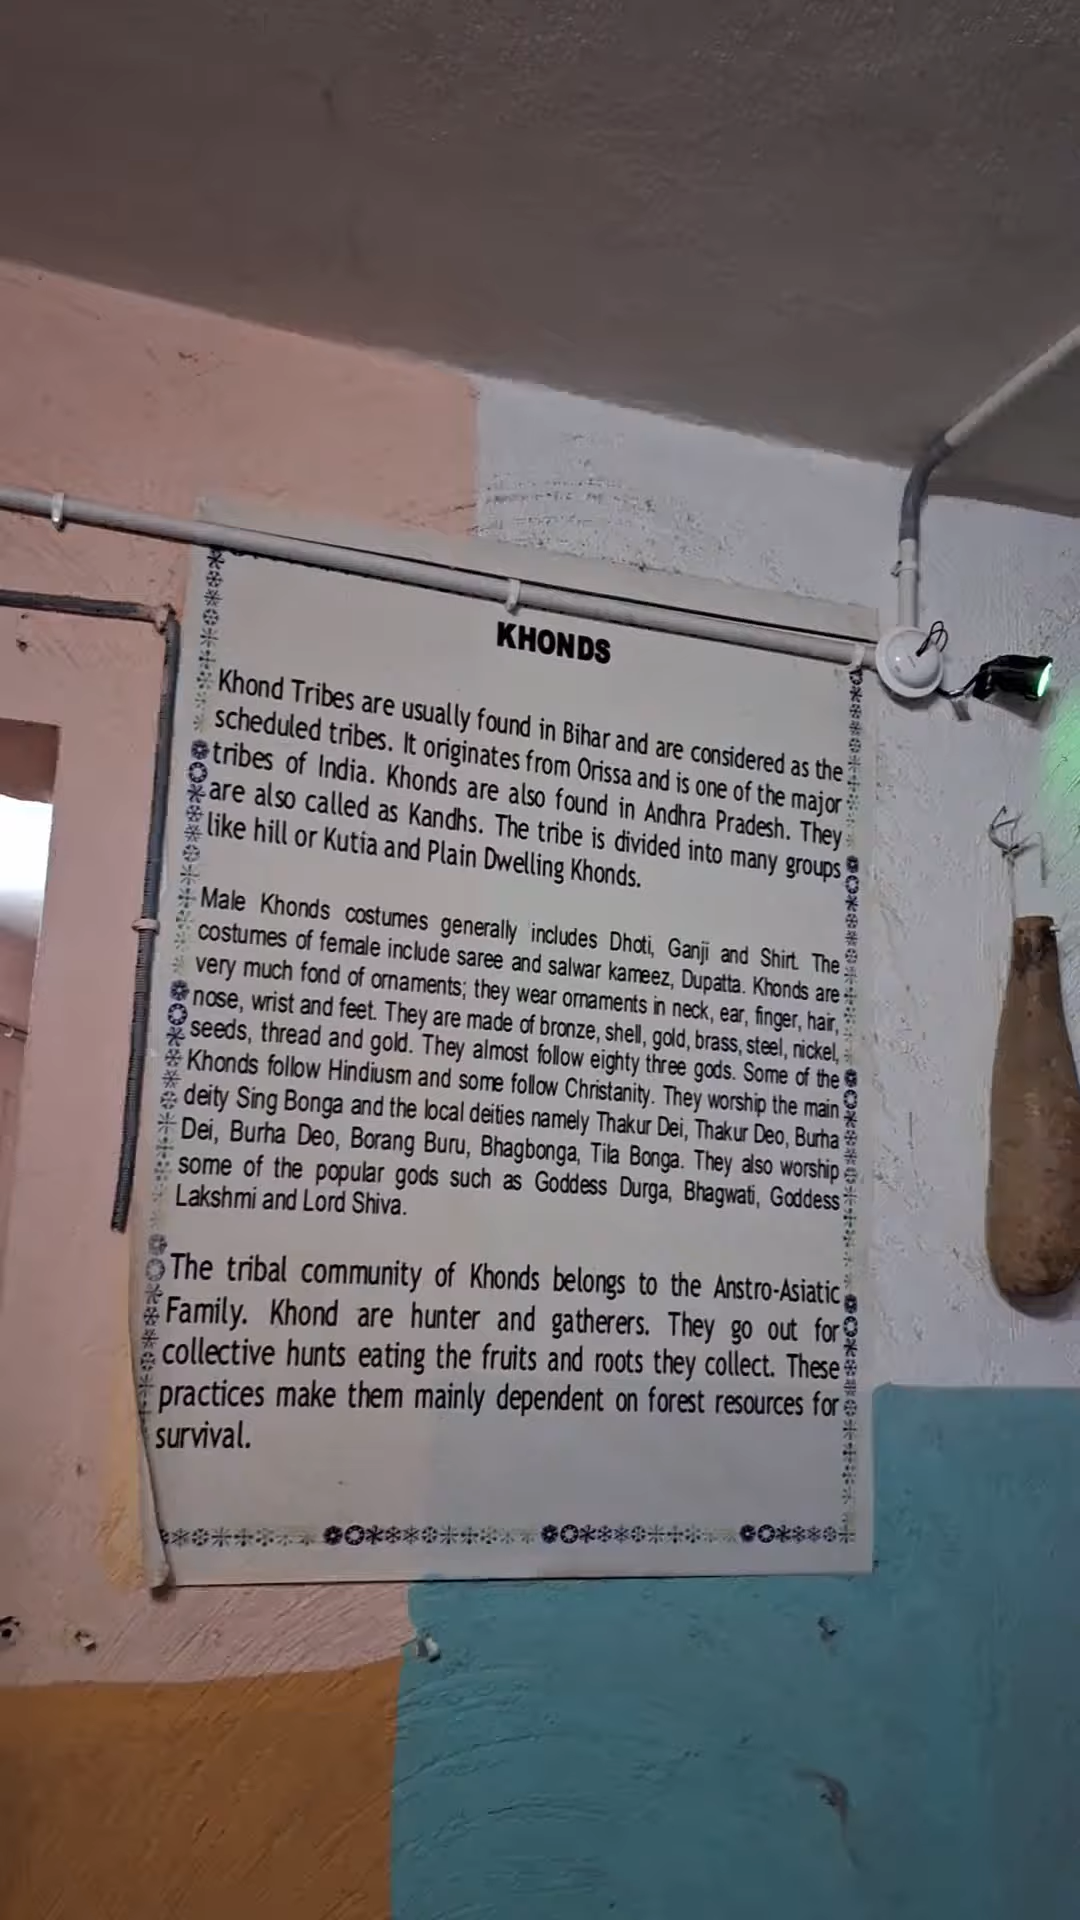 KHONDS
Khond Tribes are usually found in Bihar and are considered as the
scheduled tribes. It originates from Orissa and is one of the major
tribes of India. Khonds are also found in Andhra Pradesh. They
are also called as Kandhs. The tribe is divided into many groups
like hill or Kutia and Plain Dwelling Khonds.
Male Khonds costumes generally includes Dhoti, Ganji and Shirt. The
costumes of female include saree and salwar kameez, Dupatta. Khonds are
very much fond of ornaments; they wear ornaments in neck, ear, finger, hair,
nose, wrist and feet. They are made of bronze, shell, gold, brass, steel, nickel,
seeds, thread and gold. They almost follow eighty three gods. Some of the
Khonds follow Hindiusm and some follow Christanity. They worship the main
deity Sing Bonga and the local deities namely Thakur Dei, Thakur Deo, Burha
Dei, Burha Deo, Borang Buru, Bhagbonga, Tila Bonga. They also worship
some of the popular gods such as Goddess Durga, Bhagwati, Goddess
Lakshmi and Lord Shiva.
The tribal community of Khonds belongs to the Anstro-Asiatic
Family. Khond are hunter and gatherers. They go out for
collective hunts eating the fruits and roots they collect. These
practices make them mainly dependent on forest resources for
survival.